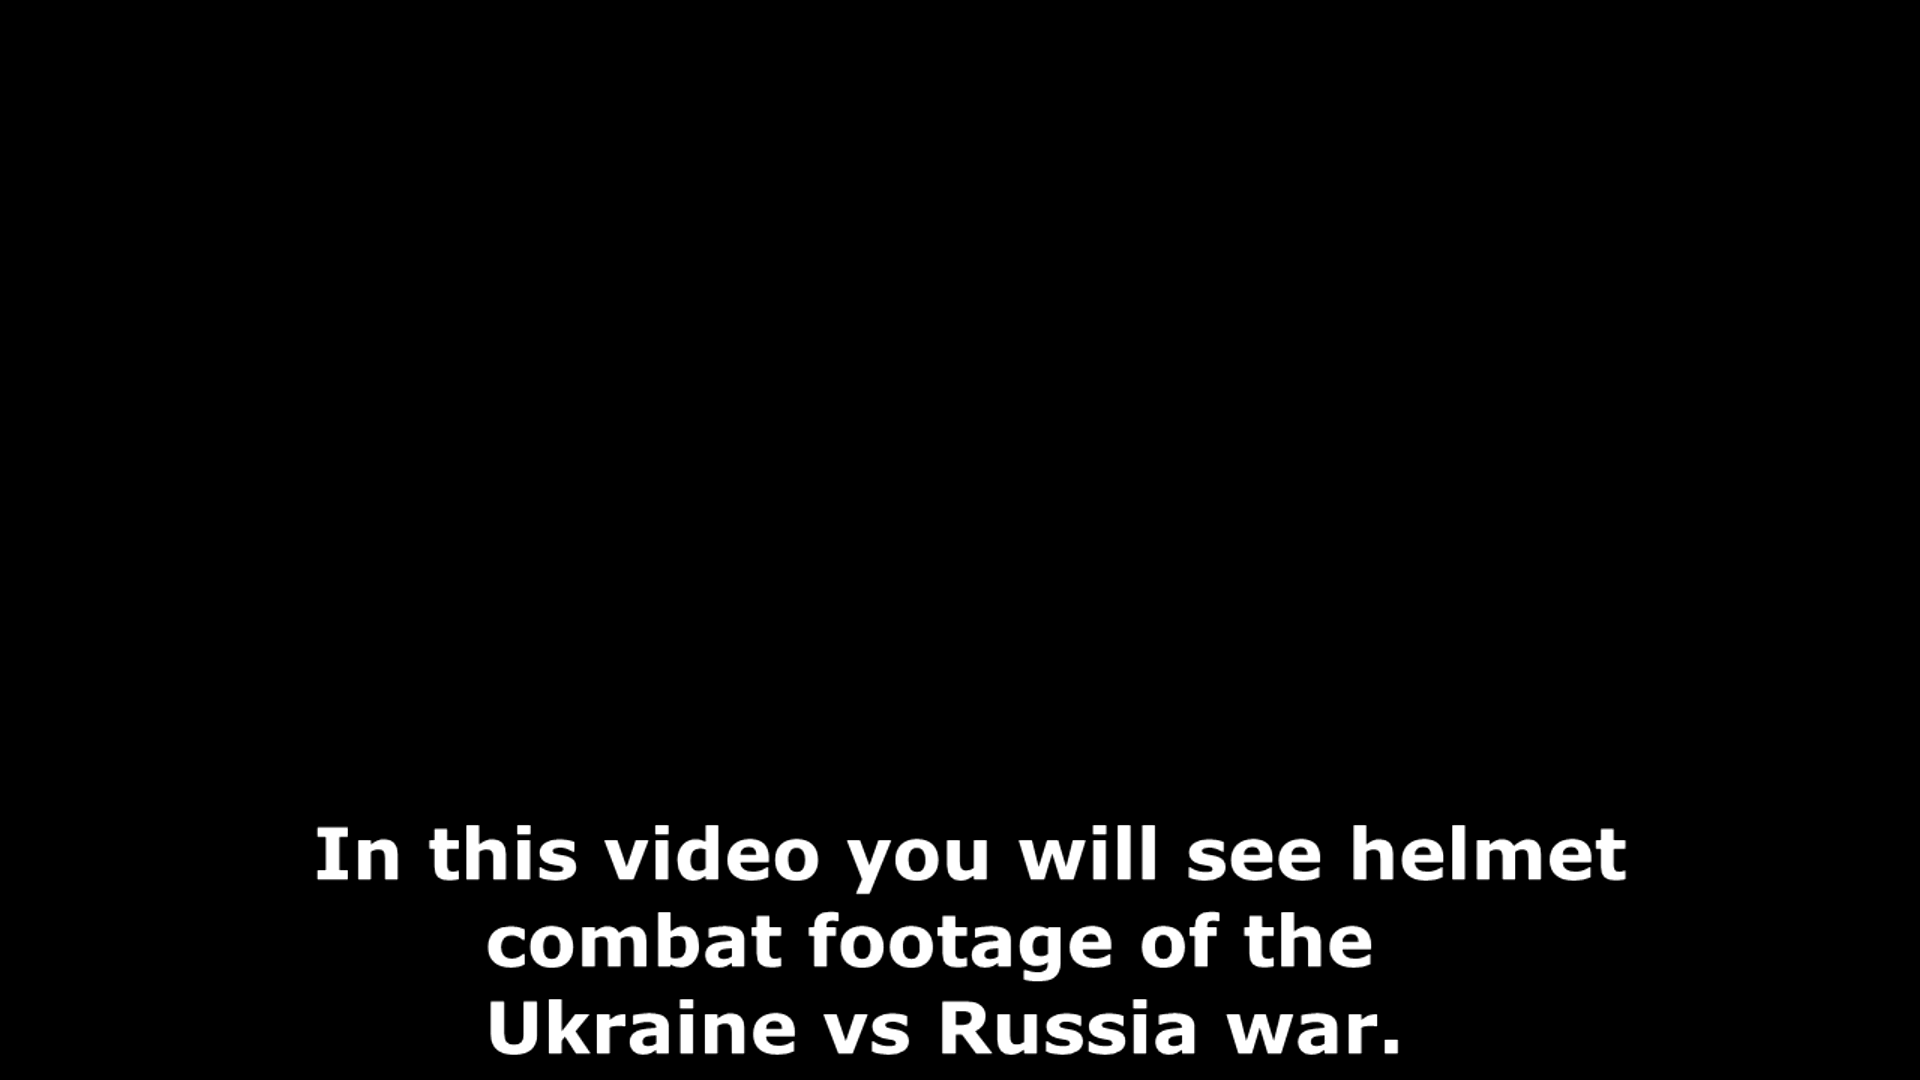 In this video you will see helmet
combat footage of the
Ukraine vs Russia war.